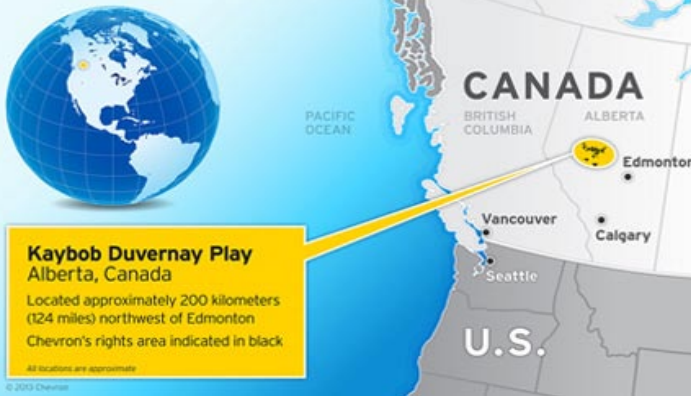 CANADA
PACIFIC
OCEAN
BRITISH
COLUMBIA
ALBERTA
Edmonton
Vancouver
Calgary
Seattle
U.S.
Kaybob Duvernay Play
Alberta, Canada
Located approximately 200 kilometers
(124 miles) northwest of Edmonton
Chevron's rights area indicated in black
All locations are approximate
© 2013 Chevron